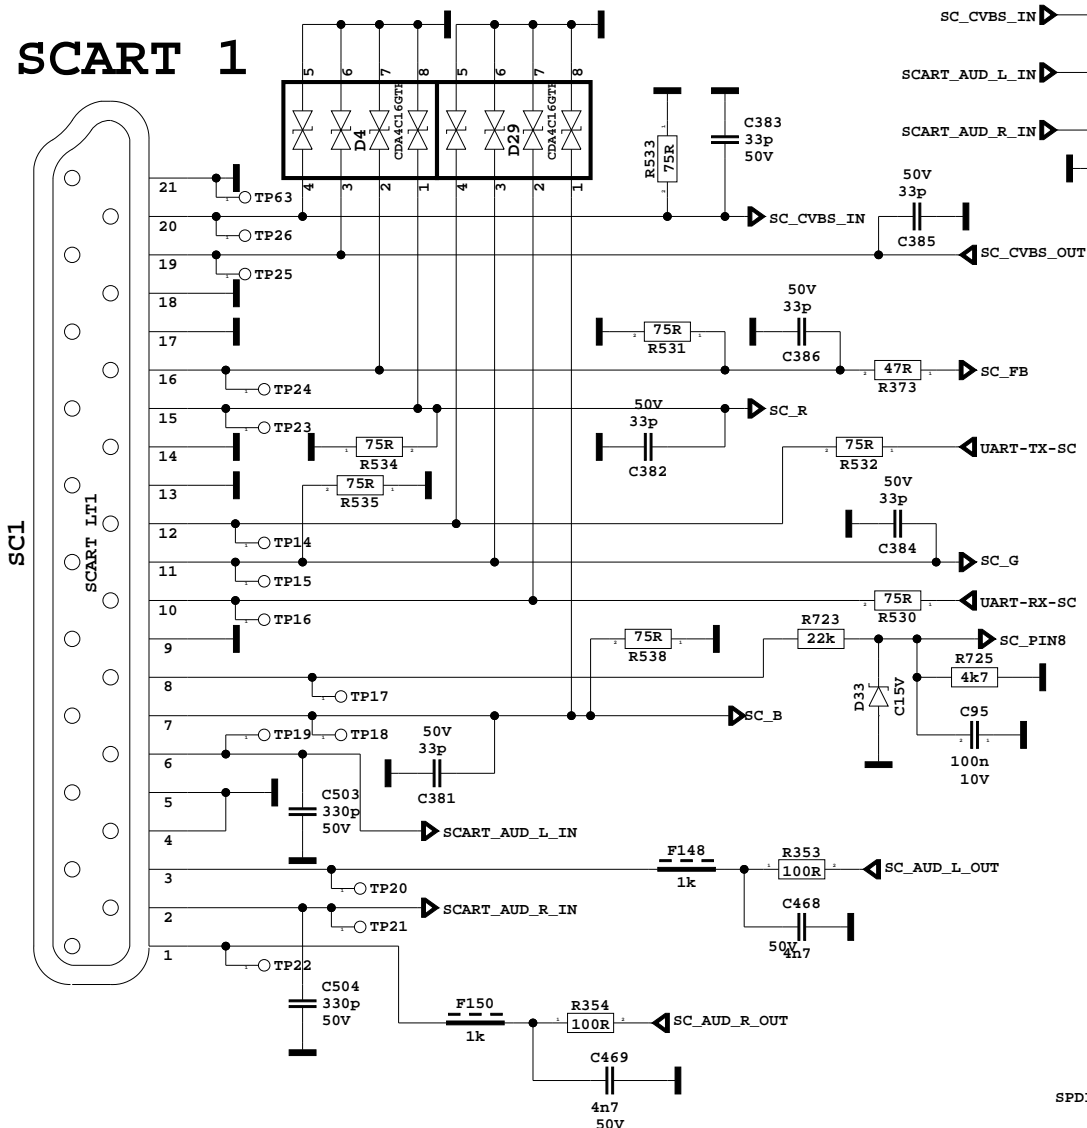 SCART 1
SC1
SCART LT1
5 6 7 8 5 6 7 8
D4
CDA4C16GT
D29
CDA4C16GT
4 3 2 1 4 3 2 1
SC_CVBS_IN
SCART_AUD_L_IN
SCART_AUD_R_IN
R533
75R
C383
33p
50V
21
TP63
20
TP26
SC_CVBS_IN
50V
33p
C385
19
TP25
SC_CVBS_OUT
18
17
75R
R531
50V
33p
C386
16
TP24
47R
R373
SC_FB
15
TP23
SC_R
14
75R
R534
50V
33p
C382
75R
R532
UART-TX-SC
13
75R
R535
12
TP14
50V
33p
C384
11
TP15
SC_G
10
TP16
75R
R530
UART-RX-SC
9
75R
R538
R723
22k
SC_PIN8
8
TP17
D33
C15V
R725
4k7
7
TP19
TP18
SC_B
C95
100n
10V
6
50V
33p
C381
5
C503
330p
50V
4
SCART_AUD_L_IN
3
TP20
F148
1k
R353
100R
SC_AUD_L_OUT
2
TP21
SCART_AUD_R_IN
C468
50V
4n7
1
TP22
C504
330p
50V
F150
1k
R354
100R
SC_AUD_R_OUT
C469
4n7
50V